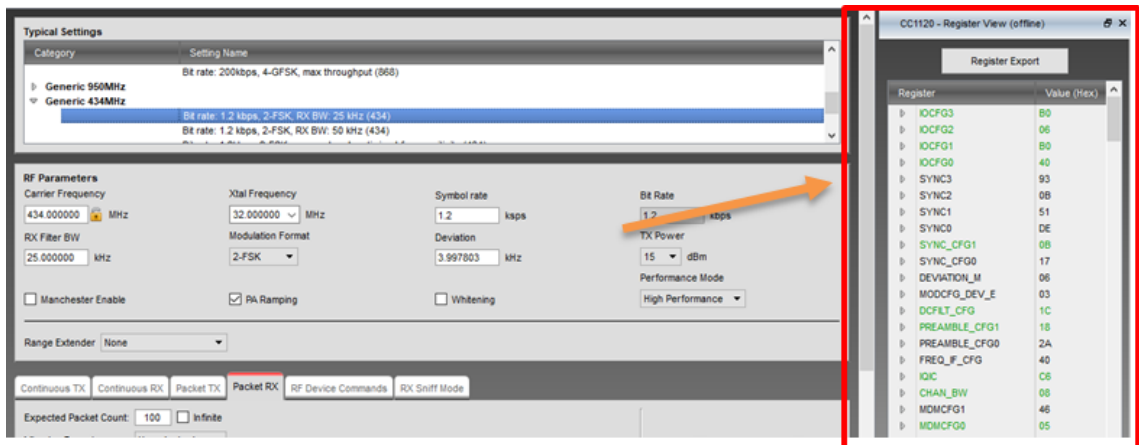 Typical Settings
Category Setting Name
Bit rate: 200kbps, 4-GFSK, max throughput (868)
Generic 950MHz
Generic 434MHz
Bit rate: 1.2 kbps, 2-FSK, RX BW: 25 kHz (434)
Bit rate: 1.2 kbps, 2-FSK, RX BW: 50 kHz (434)
RF Parameters
Carrier Frequency Xtal Frequency Symbol rate Bit Rate
434.000000 MHz 32.000000 MHz 1.2 ksps 1.2 kbps
RX Filter BW Modulation Format Deviation TX Power
25.000000 kHz 2-FSK 3.997803 kHz 15 dBm
Performance Mode
Manchester Enable PA Ramping Whitening High Performance
Range Extender None
Continuous TX Continuous RX Packet TX Packet RX RF Device Commands RX Sniff Mode
Expected Packet Count: 100 Infinite
CC1120 - Register View (offline)
Register Export
Register Value (Hex)
IOCFG3 B0
IOCFG2 06
IOCFG1 B0
IOCFG0 40
SYNC3 93
SYNC2 0B
SYNC1 51
SYNC0 DE
SYNC_CFG1 0B
SYNC_CFG0 17
DEVIATION_M 06
MODCFG_DEV_E 03
DCFILT_CFG 1C
PREAMBLE_CFG1 18
PREAMBLE_CFG0 2A
FREQ_IF_CFG 40
IQIC C6
CHAN_BW 08
MDMCFG1 46
MDMCFG0 05